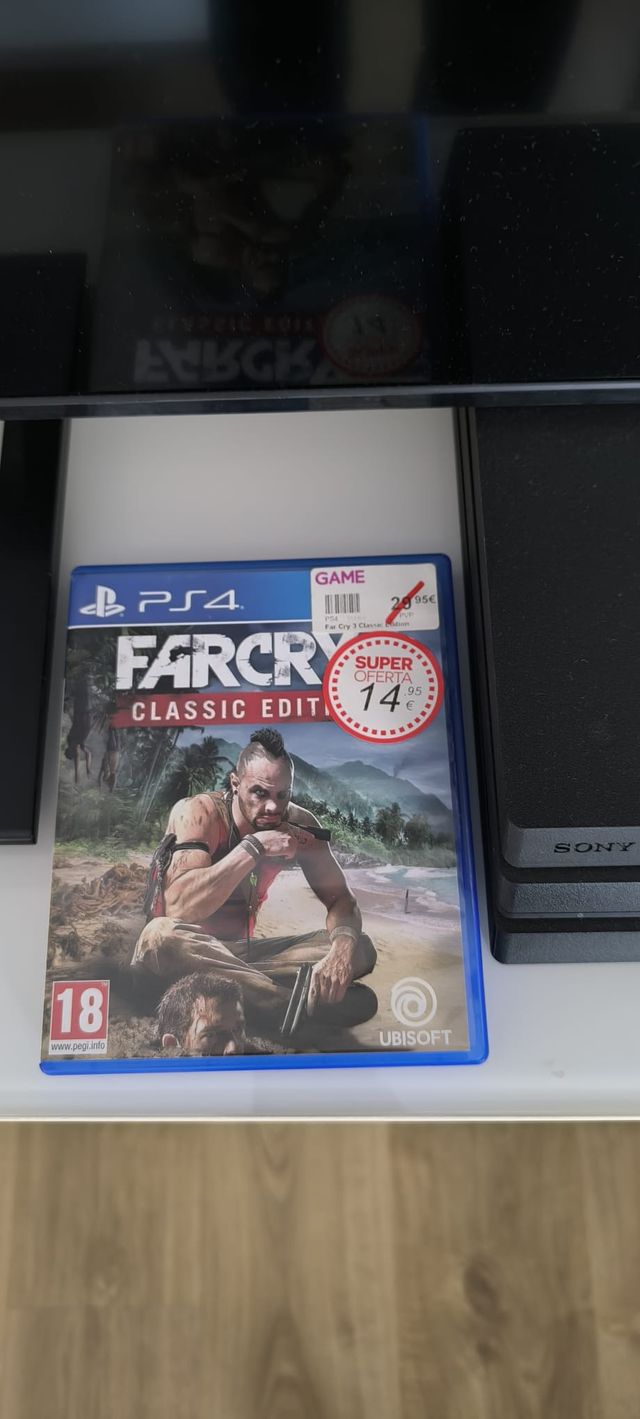 GAME
PS4
29 95€
PVP
PS4
Far Cry 3 Classic Edition
FARCRY
SUPER
OFERTA
14 .95
€
CLASSIC EDIT
SONY
18
www.pegi.info
UBISOFT